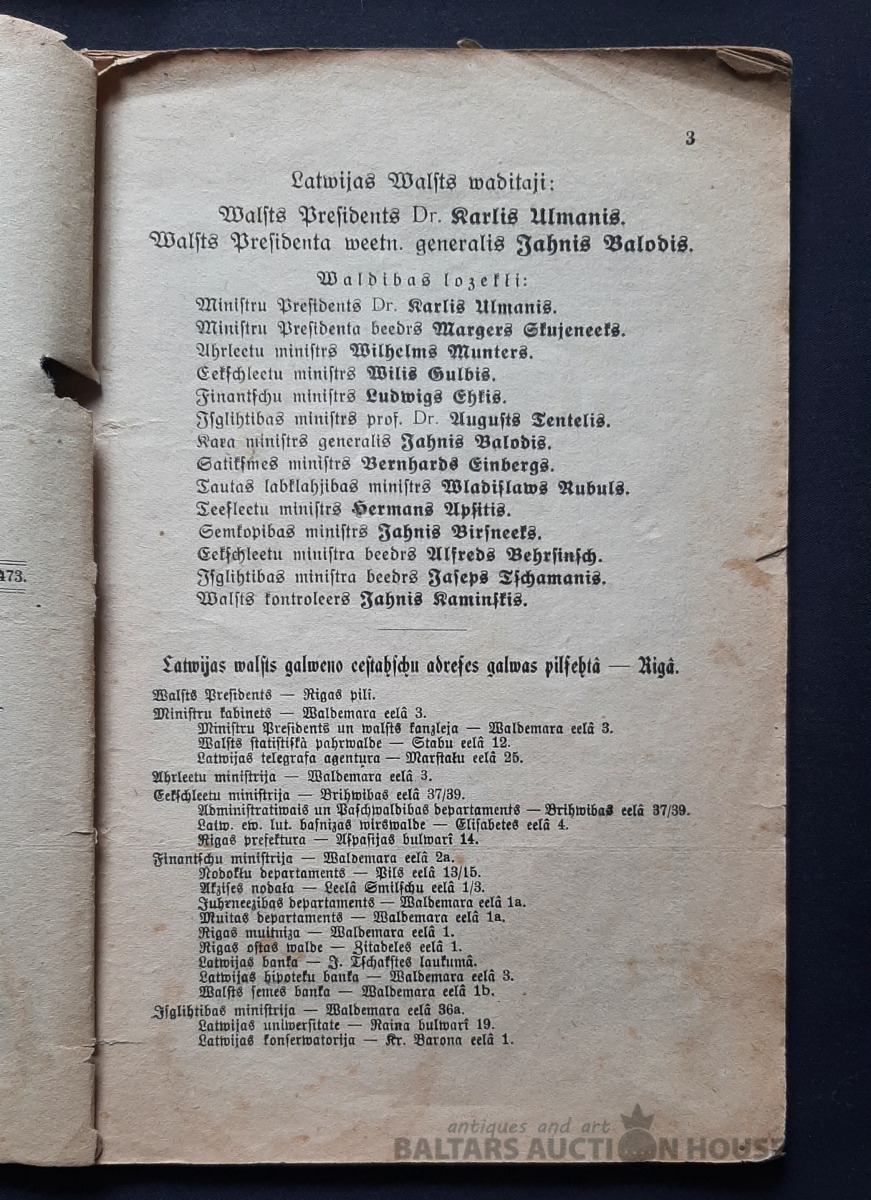 3
Latwijas Walſts waditaji:
Walſts Preſidents Dr. Karlis Ulmanis.
Walſts Preſidenta weetn. generalis Jahnis Balodis.
Waldibas lozekli:
Miniſtru Preſidents Dr. Karlis Ulmanis.
Miniſtru Preſidenta beedrs Margers Skujeneeks.
Ahrleetu miniſtrs Wilhelms Munters.
Eekſchleetu miniſtrs Wilis Gulbis.
Finantſchu miniſtrs Ludwigs Ehkis.
Iſglihtibas miniſtrs prof. Dr. Auguſts Tentelis.
Kara miniſtrs generalis Jahnis Balodis.
Satikſmes miniſtrs Bernhards Einbergs.
Tautas labklahjibas miniſtrs Wladiſlaws Rubuls.
Teeſleetu miniſtrs Hermans Apſitis.
Semkopibas miniſtrs Jahnis Birſneeks.
Eekſchleetu miniſtra beedrs Alfreds Behrſinſch.
Iſglihtibas miniſtra beedrs Jaſeps Tſchamanis.
Walſts kontroleers Jahnis Kaminſkis.
473.
Latwijas walſts galweno eeſtahſchu adreſes galwas pilſehtâ — Rigâ.
Walſts Preſidents — Rigas pilî.
Miniſtru kabinets — Waldemara eelâ 3.
Miniſtru Preſidents un walſts kanzleja — Waldemara eelâ 3.
Walſts ſtatiſtiſkà pahrwalde — Stabu eelâ 12.
Latwijas telegrafa agentura — Marſtaļu eelâ 25.
Ahrleetu miniſtrija — Waldemara eelâ 3.
Eekſchleetu miniſtrija — Brihwibas eelâ 37/39.
Adminiſtratiwais un Paſchwaldibas departaments — Brihwibas eelâ 37/39.
Latw. ew. lut. baſnizas wirswalde — Eliſabetes eelâ 4.
Rigas prefektura — Aſpaſijas bulwarî 14.
Finantſchu miniſtrija — Waldemara eelâ 2a.
Nodokļu departaments — Pils eelâ 13/15.
Akziſes nodaļa — Leelâ Smilſchu eelâ 1/3.
Juhrneezibas departaments — Waldemara eelâ 1a.
Muitas departaments — Waldemara eelâ 1a.
Rigas muitniza — Waldemara eelâ 1.
Rigas oſtas walde — Zitadeles eelâ 1.
Latwijas banka — J. Tſchakſtes laukumâ.
Latwijas hipoteku banka — Waldemara eelâ 3.
Walſts ſemes banka — Waldemara eelâ 1b.
Iſglihtibas miniſtrija — Waldemara eelâ 36a.
Latwijas uniwerſitate — Raiņa bulwarî 19.
Latwijas konſerwatorija — Kr. Barona eelâ 1.
antiques and art
BALTARS AUCTION HOUSE